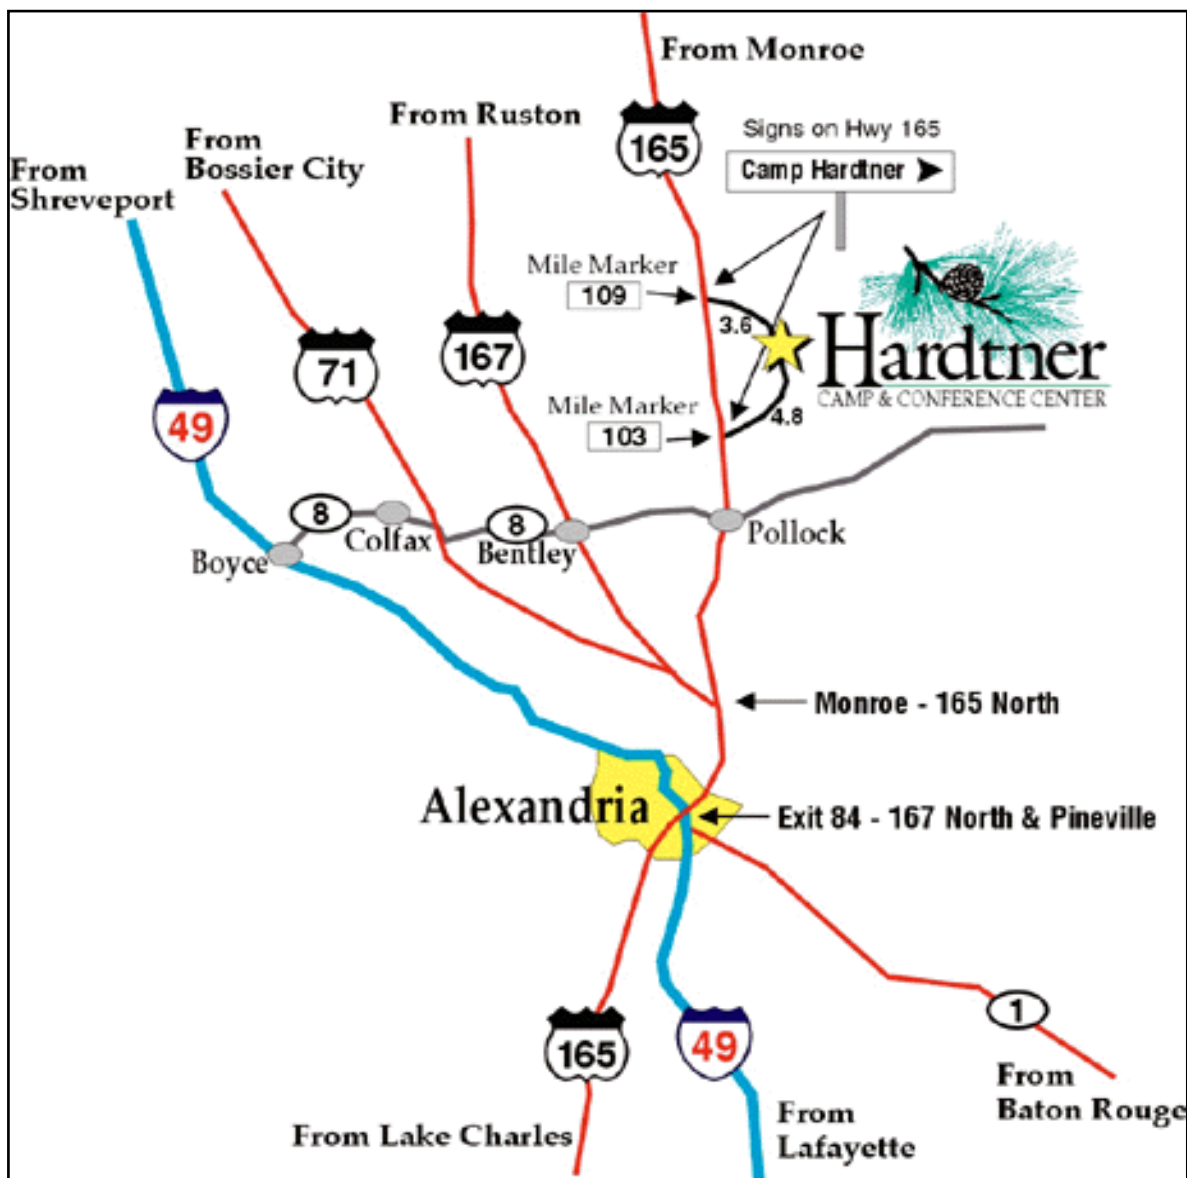 From Monroe
From Ruston
From
Bossier City
From
Shreveport
165
Signs on Hwy 165
Camp Hardtner
Mile Marker
109
3.6
Hardtner
CAMP & CONFERENCE CENTER
71
167
49
Mile Marker
103
4.8
8
Colfax
8
Bentley
Pollock
Boyce
Monroe - 165 North
Alexandria
Exit 84 - 167 North & Pineville
165
49
1
From
Baton Rouge
From Lake Charles
From
Lafayette